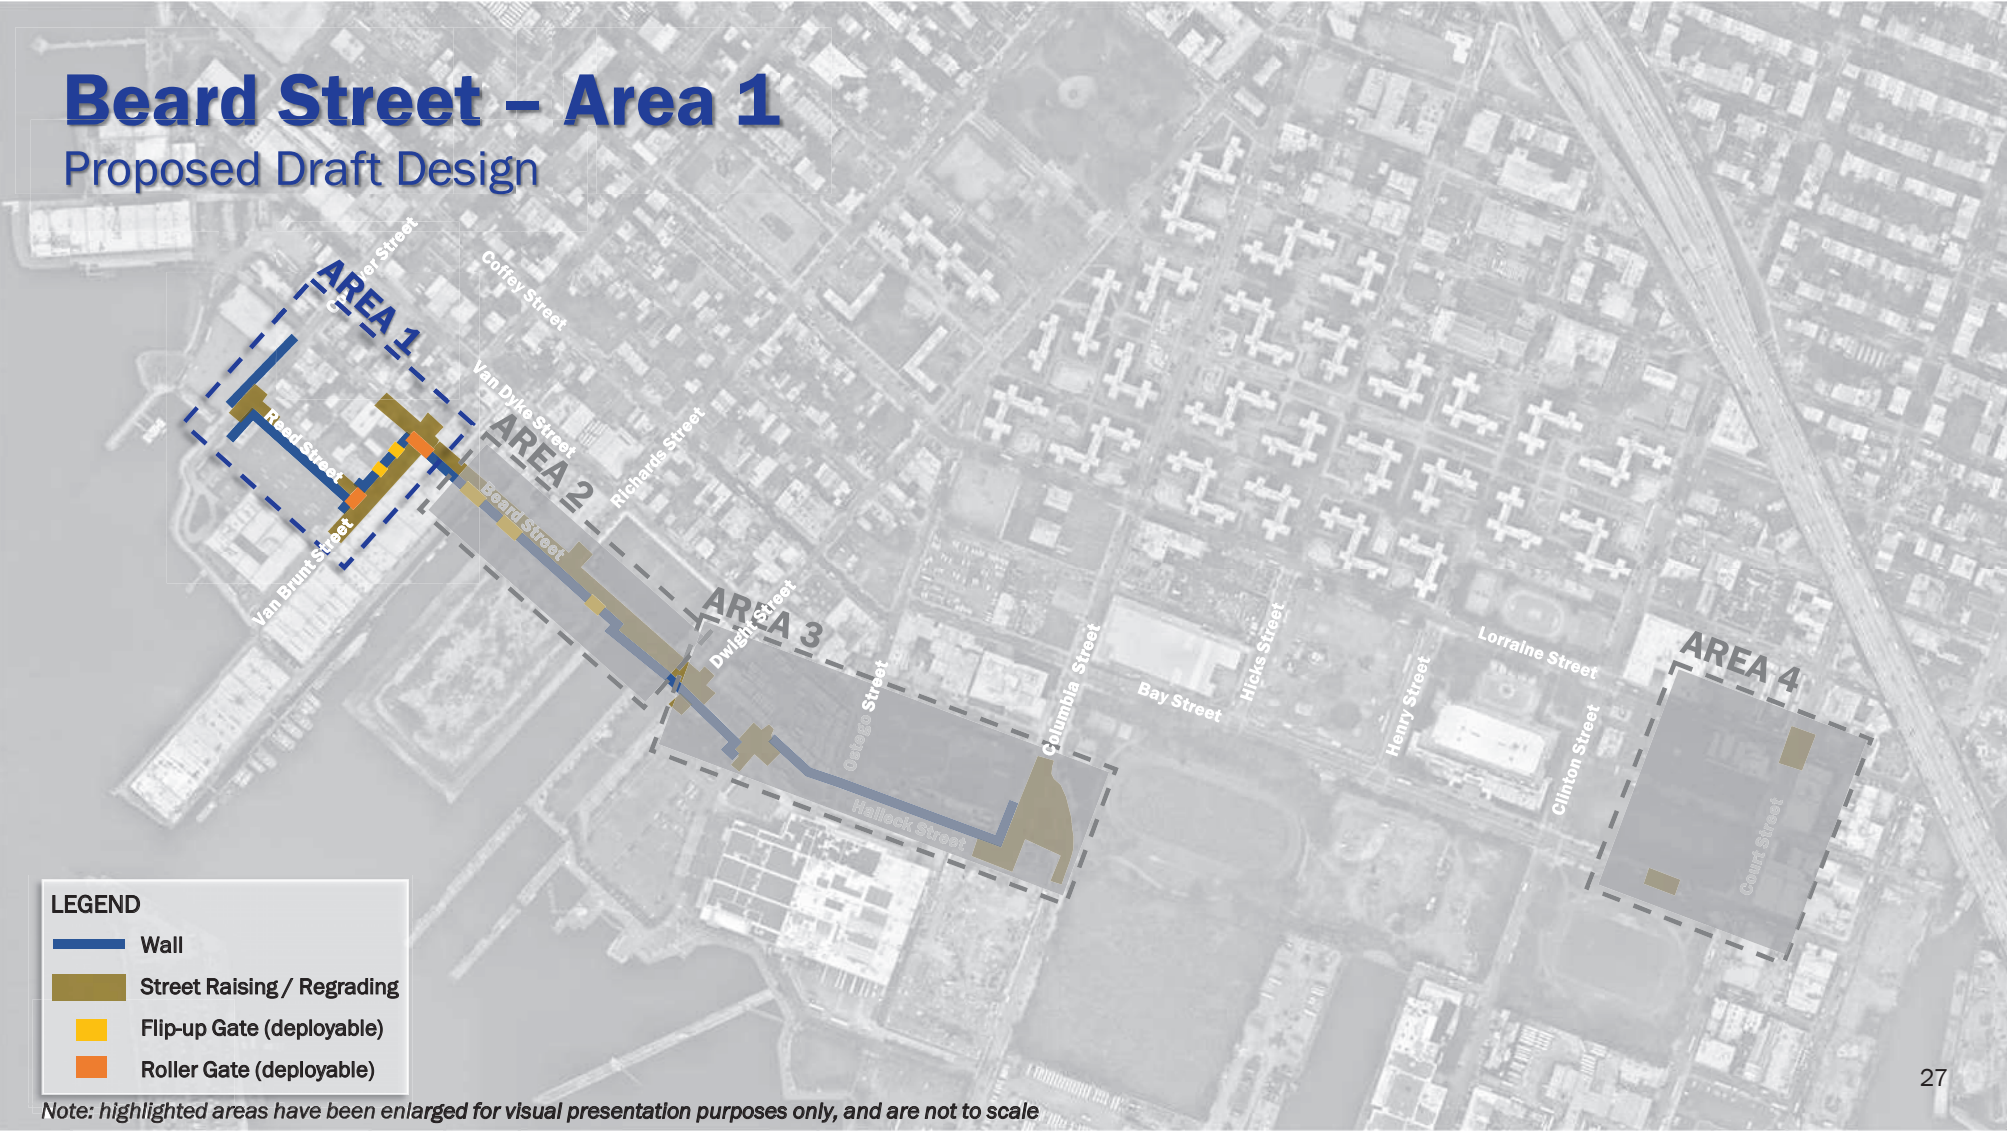 Beard Street – Area 1
Proposed Draft Design
AREA 1
Coffey Street
Van Dyke Street
AREA 2
Richards Street
Reed Street
Beard Street
Van Brunt Street
AREA 3
Dwight Street
Otsego Street
Columbia Street
Hallock Street
Bay Street
Hicks Street
Henry Street
Lorraine Street
Clinton Street
AREA 4
Court Street
LEGEND
Wall
Street Raising / Regrading
Flip-up Gate (deployable)
Roller Gate (deployable)
Note: highlighted areas have been enlarged for visual presentation purposes only, and are not to scale
27